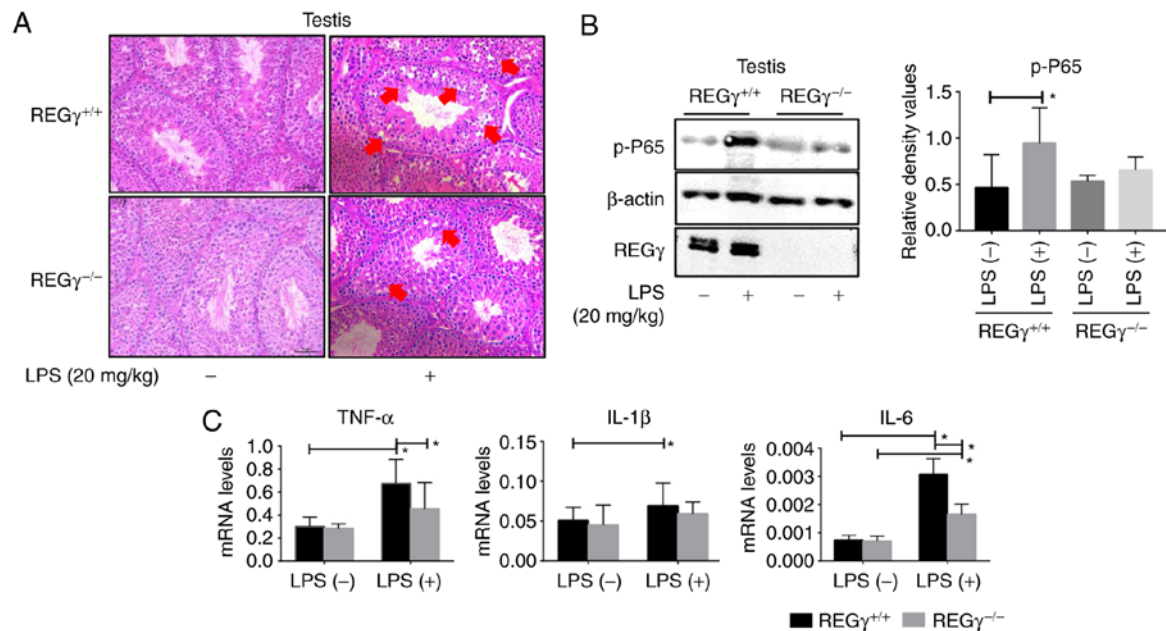 A
Testis
REGγ+/+
REGγ−/−
LPS (20 mg/kg) − +
B
Testis
REGγ+/+ REGγ−/−
p-P65
β-actin
REGγ
LPS − + − +
(20 mg/kg)
p-P65
Relative density values
1.5
1.0
0.5
0.0
*
LPS (−)
LPS (+)
LPS (−)
LPS (+)
REGγ+/+ REGγ−/−
C
TNF-α
mRNA levels
1.0
0.8
0.6
0.4
0.2
0.0
* *
LPS (−) LPS (+)
IL-1β
mRNA levels
0.15
0.10
0.05
0.00
*
LPS (−) LPS (+)
IL-6
mRNA levels
0.004
0.003
0.002
0.001
0.000
* *
*
LPS (−) LPS (+)
REGγ+/+ REGγ−/−